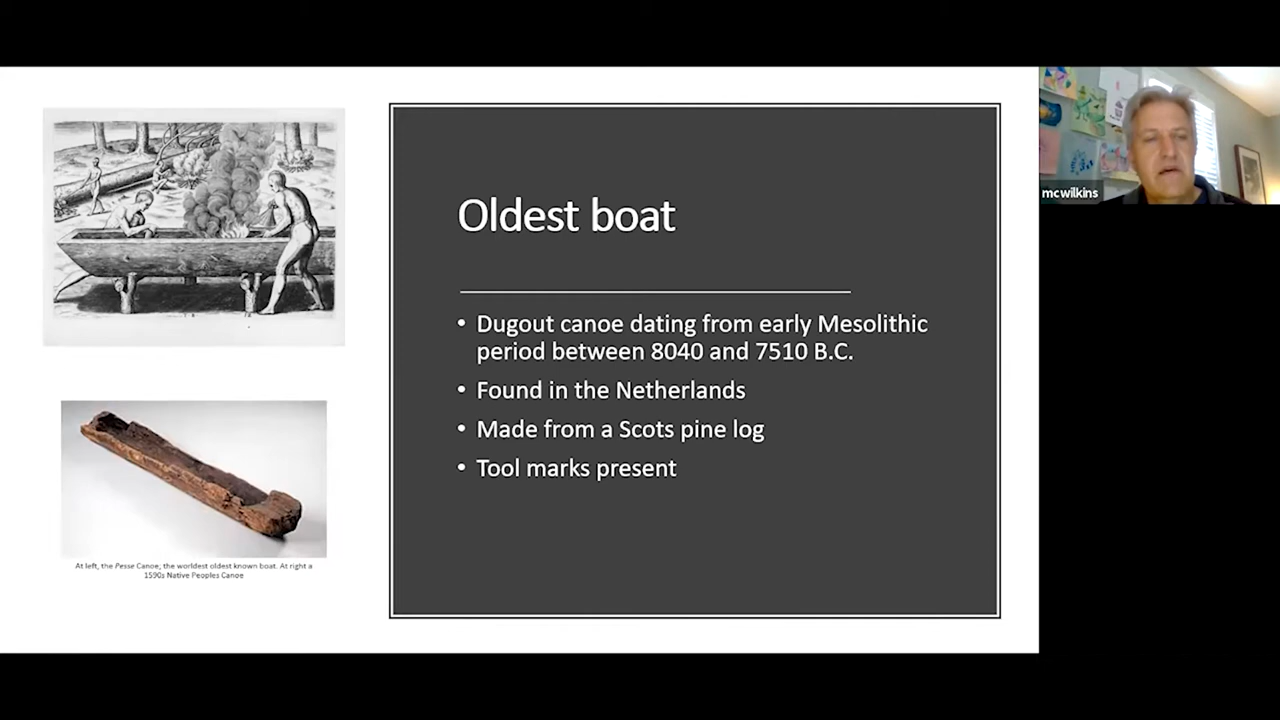 Oldest boat
• Dugout canoe dating from early Mesolithic
period between 8040 and 7510 B.C.
• Found in the Netherlands
• Made from a Scots pine log
• Tool marks present
At left, the Pesse Canoe, the worldest oldest known boat. At right a
1590s Native Peoples Canoe
mcwilkins